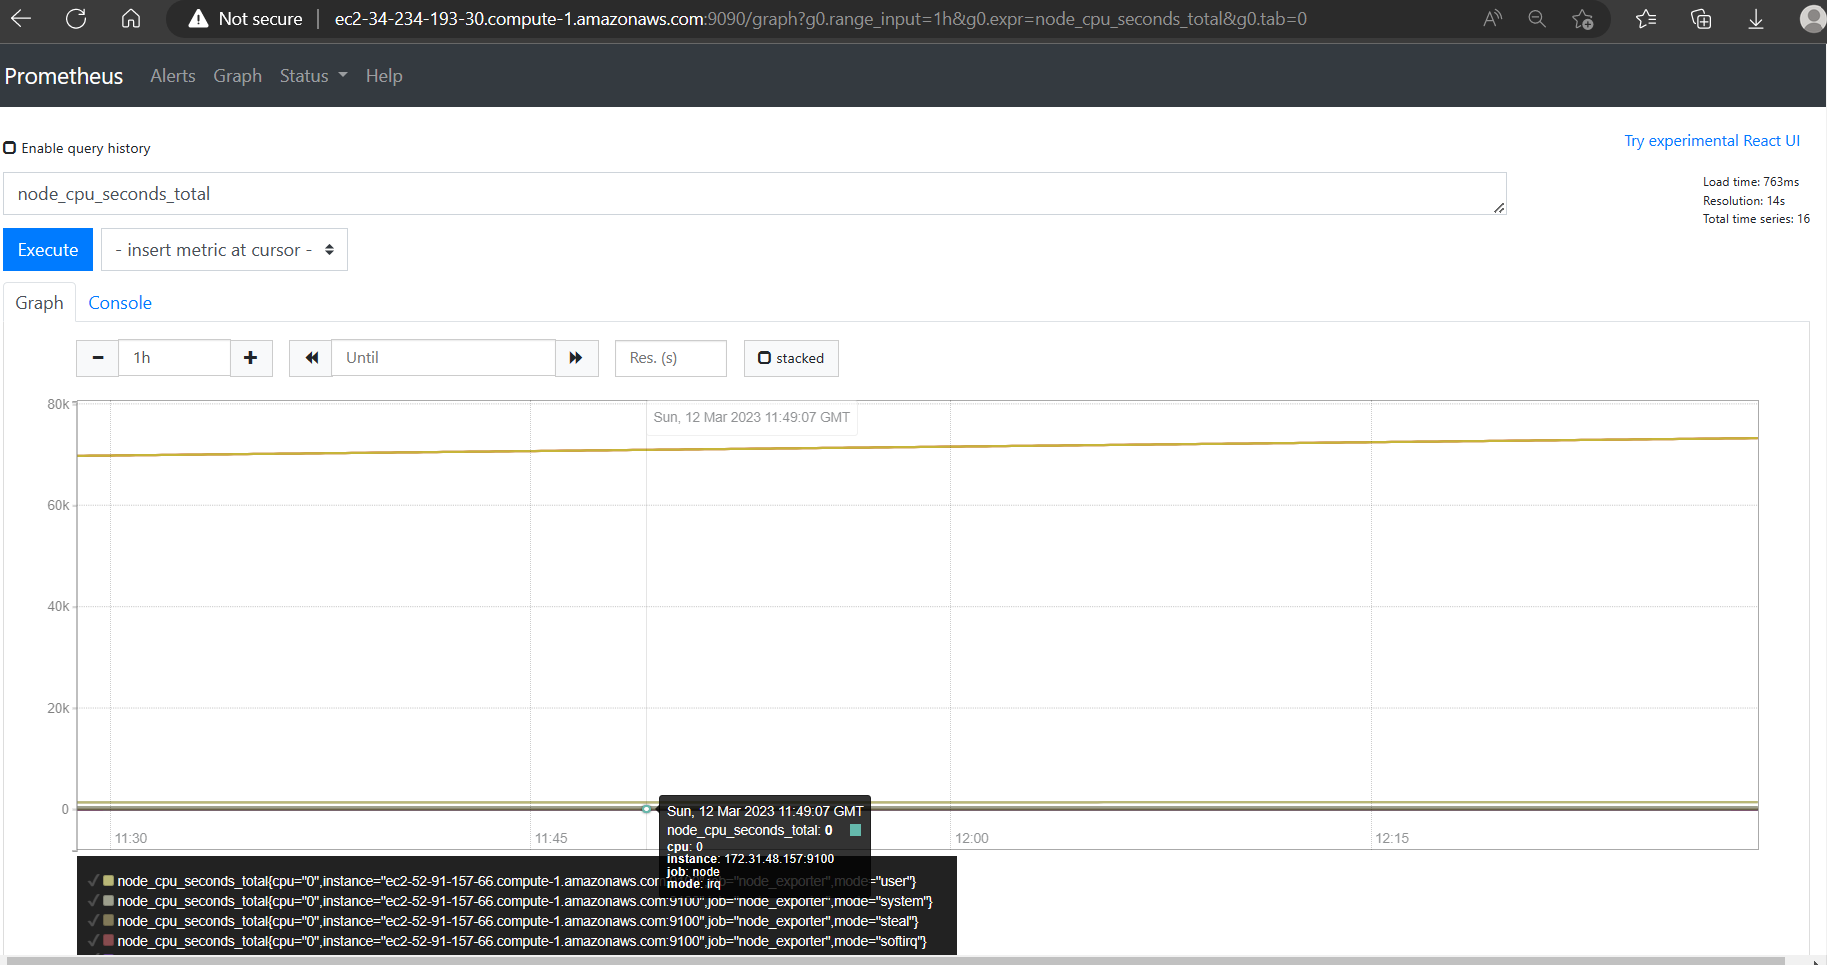 Not secure | ec2-34-234-193-30.compute-1.amazonaws.com:9090/graph?g0.range_input=1h&g0.expr=node_cpu_seconds_total&g0.tab=0
Prometheus Alerts Graph Status Help
Try experimental React UI
Enable query history
node_cpu_seconds_total
Load time: 763ms
Resolution: 14s
Total time series: 16
Execute - insert metric at cursor -
Graph Console
1h Until Res. (s) stacked
80k
Sun, 12 Mar 2023 11:49:07 GMT
60k
40k
20k
0
Sun, 12 Mar 2023 11:49:07 GMT
node_cpu_seconds_total: 0
cpu: 0
instance: 172.31.48.157:9100
job: node
mode: irq
11:30 11:45 12:00 12:15
node_cpu_seconds_total{cpu="0",instance="ec2-52-91-157-66.compute-1.amazonaws.com:9100",job="node_exporter",mode="user"}
node_cpu_seconds_total{cpu="0",instance="ec2-52-91-157-66.compute-1.amazonaws.com:9100",job="node_exporter",mode="system"}
node_cpu_seconds_total{cpu="0",instance="ec2-52-91-157-66.compute-1.amazonaws.com:9100",job="node_exporter",mode="steal"}
node_cpu_seconds_total{cpu="0",instance="ec2-52-91-157-66.compute-1.amazonaws.com:9100",job="node_exporter",mode="softirq"}